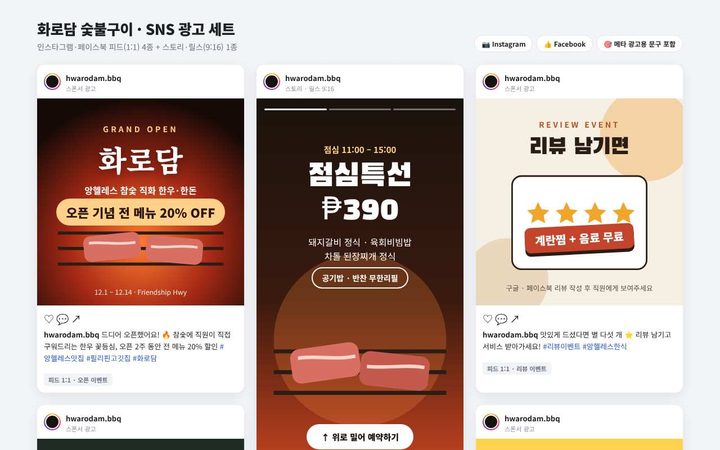 화로담 숯불구이 · SNS 광고 세트
인스타그램·페이스북 피드(1:1) 4종 + 스토리·릴스(9:16) 1종
📷 Instagram
👍 Facebook
🎯 메타 광고용 문구 포함
hwarodam.bbq
스폰서 광고
GRAND OPEN
화로담
앙헬레스 참숯 직화 한우·한돈
오픈 기념 전 메뉴 20% OFF
12.1 – 12.14 · Friendship Hwy
hwarodam.bbq 드디어 오픈했어요! 🔥 참숯에 직원이 직접
구워드리는 한우 꽃등심, 오픈 2주 동안 전 메뉴 20% 할인 #
앙헬레스맛집 #필리핀고깃집 #화로담
피드 1:1 · 오픈 이벤트
hwarodam.bbq
스폰서 광고
hwarodam.bbq
스토리 · 릴스 9:16
점심 11:00 – 15:00
점심특선
₱390
돼지갈비 정식 · 육회비빔밥
차돌 된장찌개 정식
공기밥 · 반찬 무한리필
↑ 위로 밀어 예약하기
hwarodam.bbq
스폰서 광고
REVIEW EVENT
리뷰 남기면
계란찜 + 음료 무료
구글 · 페이스북 리뷰 작성 후 직원에게 보여주세요
hwarodam.bbq 맛있게 드셨다면 별 다섯 개 ⭐ 리뷰 남기고
서비스 받아가세요! #리뷰이벤트 #앙헬레스한식
피드 1:1 · 리뷰 이벤트
hwarodam.bbq
스폰서 광고